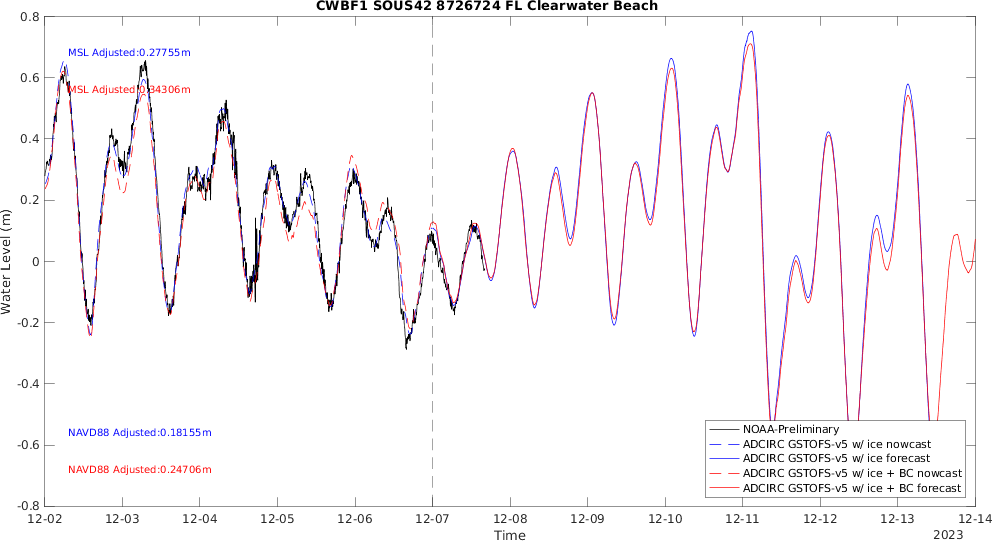 CWBF1 SOUS42 8726724 FL Clearwater Beach
0.8
0.6
0.4
0.2
0
-0.2
-0.4
-0.6
-0.8
Water Level (m)
MSL Adjusted:0.27755m
MSL Adjusted:0.34306m
NAVD88 Adjusted:0.18155m
NAVD88 Adjusted:0.24706m
NOAA-Preliminary
ADCIRC GSTOFS-v5 w/ ice nowcast
ADCIRC GSTOFS-v5 w/ ice forecast
ADCIRC GSTOFS-v5 w/ ice + BC nowcast
ADCIRC GSTOFS-v5 w/ ice + BC forecast
12-02 12-03 12-04 12-05 12-06 12-07 12-08 12-09 12-10 12-11 12-12 12-13 12-14
Time
2023